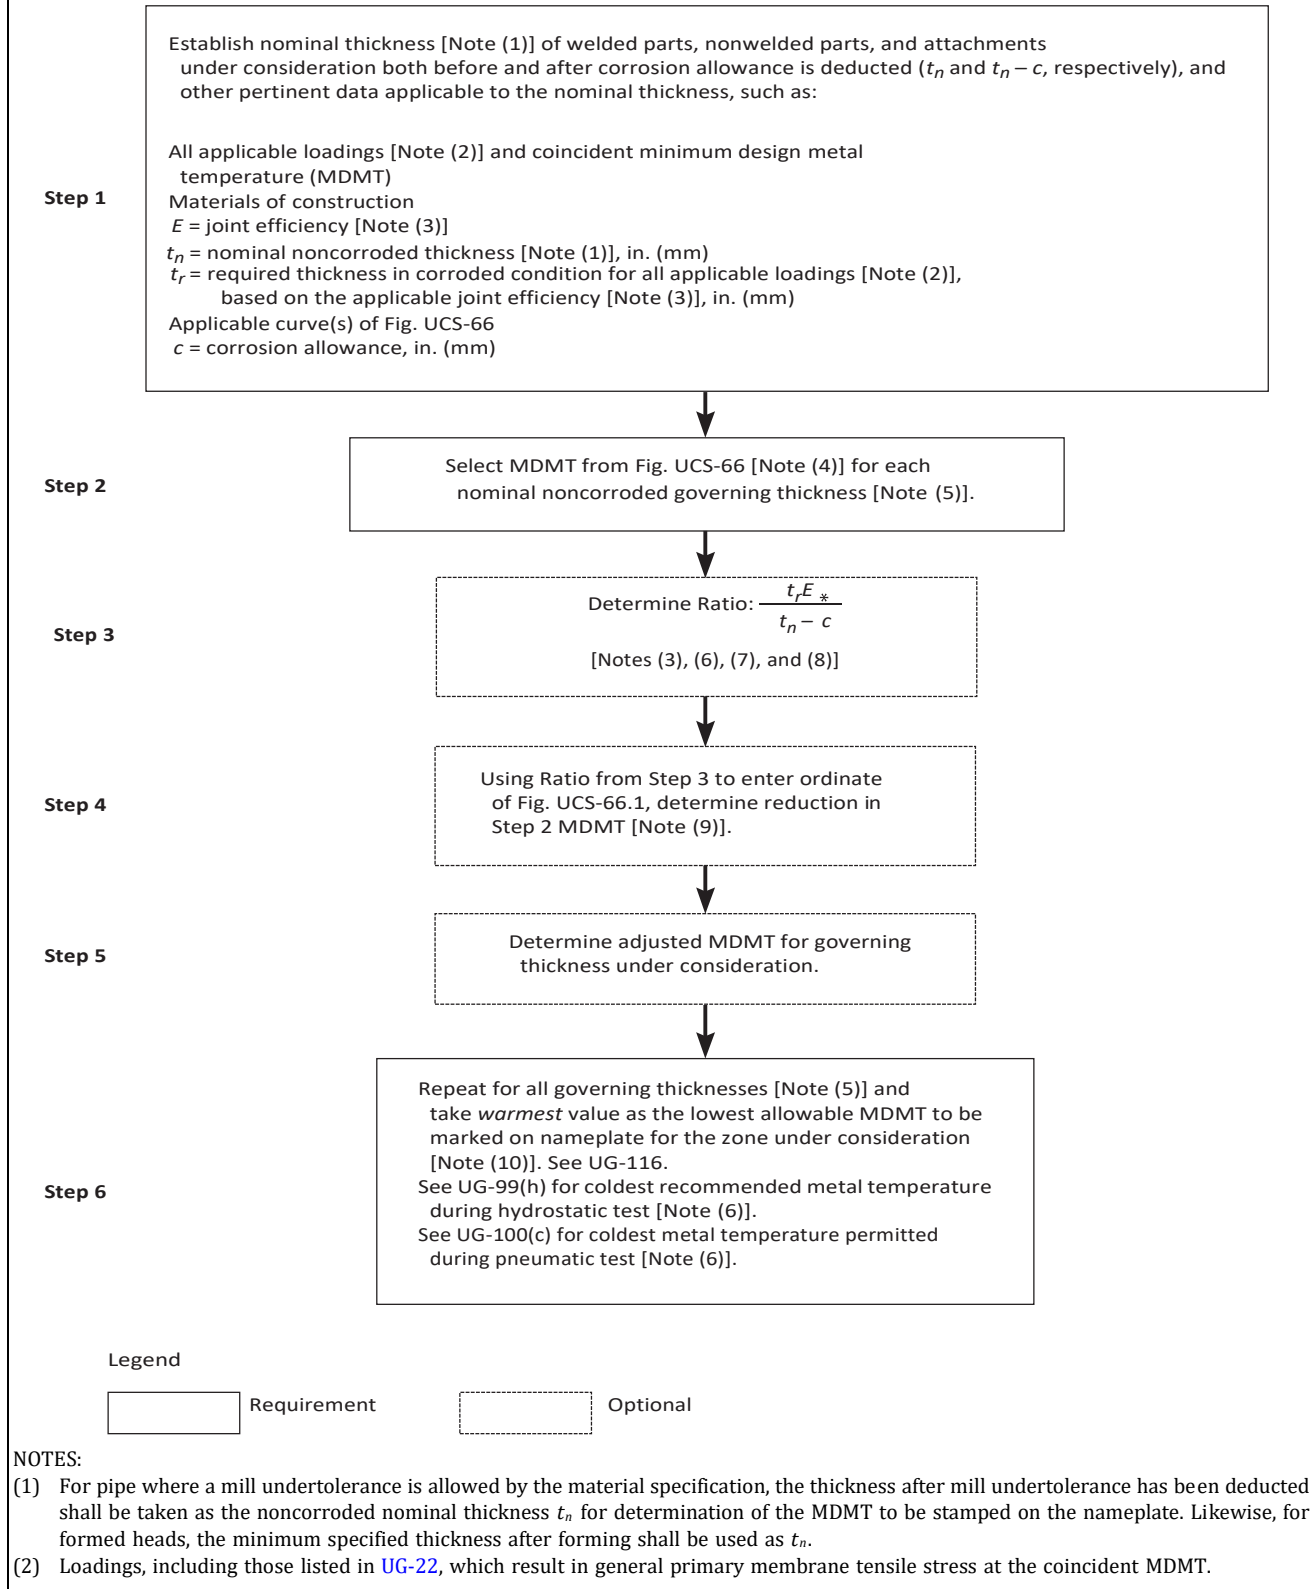 Establish nominal thickness [Note (1)] of welded parts, nonwelded parts, and attachments
under consideration both before and after corrosion allowance is deducted (tn and tn – c, respectively), and
other pertinent data applicable to the nominal thickness, such as:
All applicable loadings [Note (2)] and coincident minimum design metal
temperature (MDMT)
Step 1
Materials of construction
E = joint efficiency [Note (3)]
tn = nominal noncorroded thickness [Note (1)], in. (mm)
tr = required thickness in corroded condition for all applicable loadings [Note (2)],
based on the applicable joint efficiency [Note (3)], in. (mm)
Applicable curve(s) of Fig. UCS-66
c = corrosion allowance, in. (mm)
Step 2
Select MDMT from Fig. UCS-66 [Note (4)] for each
nominal noncorroded governing thickness [Note (5)].
Step 3
Determine Ratio: trE*
tn – c
[Notes (3), (6), (7), and (8)]
Step 4
Using Ratio from Step 3 to enter ordinate
of Fig. UCS-66.1, determine reduction in
Step 2 MDMT [Note (9)].
Step 5
Determine adjusted MDMT for governing
thickness under consideration.
Step 6
Repeat for all governing thicknesses [Note (5)] and
take warmest value as the lowest allowable MDMT to be
marked on nameplate for the zone under consideration
[Note (10)]. See UG-116.
See UG-99(h) for coldest recommended metal temperature
during hydrostatic test [Note (6)].
See UG-100(c) for coldest metal temperature permitted
during pneumatic test [Note (6)].
Legend
Requirement
Optional
NOTES:
(1) For pipe where a mill undertolerance is allowed by the material specification, the thickness after mill undertolerance has been deducted
shall be taken as the noncorroded nominal thickness tn for determination of the MDMT to be stamped on the nameplate. Likewise, for
formed heads, the minimum specified thickness after forming shall be used as tn.
(2) Loadings, including those listed in UG-22, which result in general primary membrane tensile stress at the coincident MDMT.